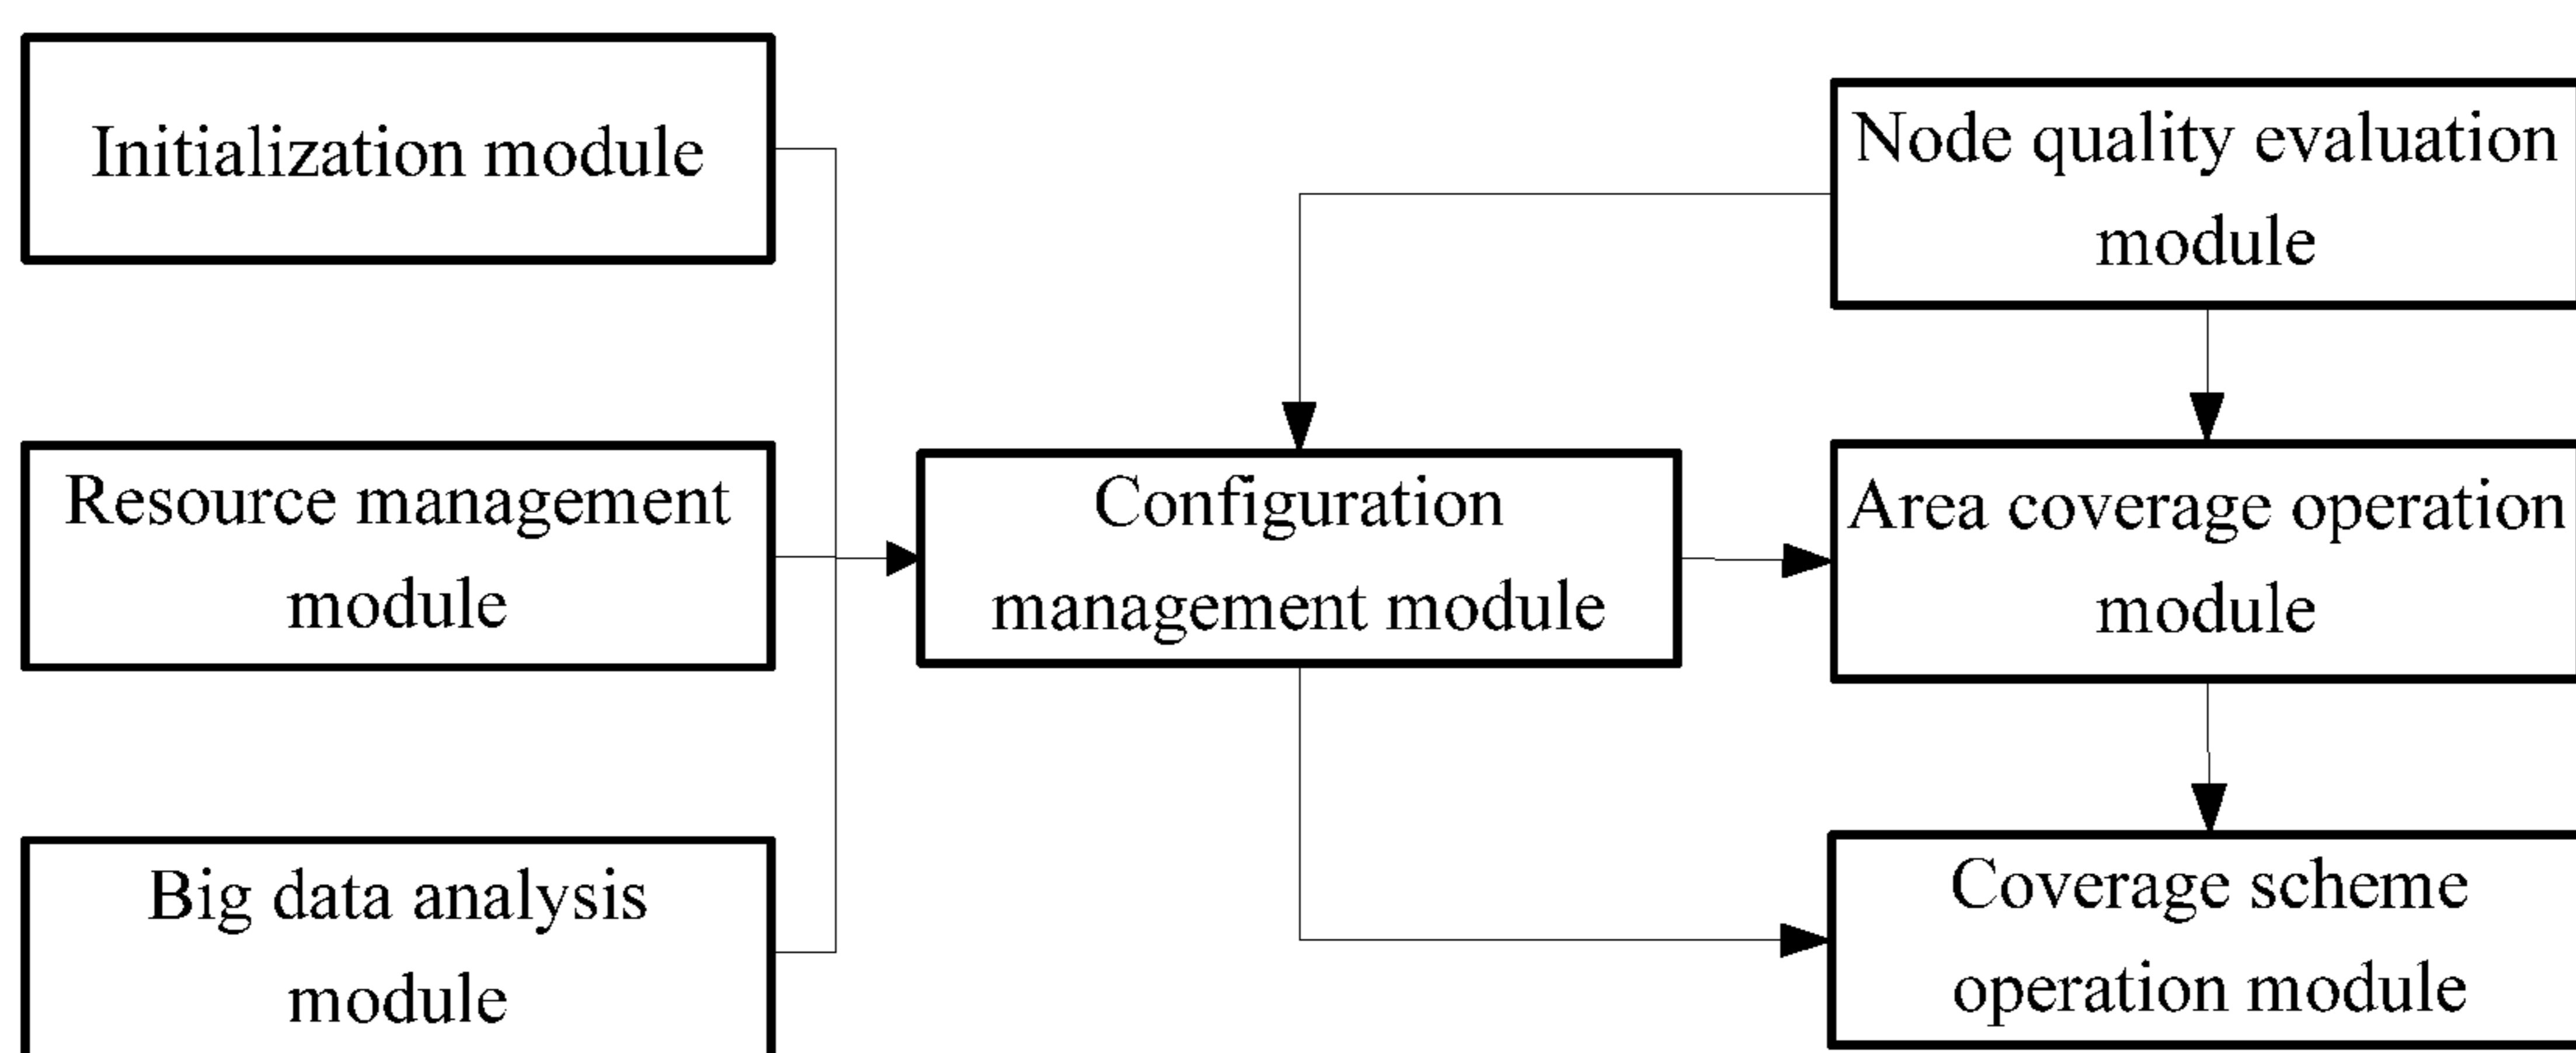 Initialization module
Node quality evaluation
module
Resource management
module
Configuration
management module
Area coverage operation
module
Big data analysis
module
Coverage scheme
operation module